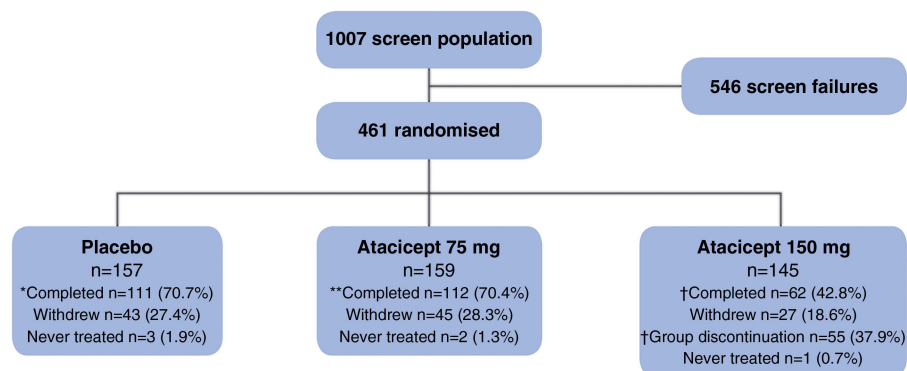 1007 screen population
546 screen failures
461 randomised
Placebo
n=157
*Completed n=111 (70.7%)
Withdrew n=43 (27.4%)
Never treated n=3 (1.9%)
Atacicept 75 mg
n=159
**Completed n=112 (70.4%)
Withdrew n=45 (28.3%)
Never treated n=2 (1.3%)
Atacicept 150 mg
n=145
†Completed n=62 (42.8%)
Withdrew n=27 (18.6%)
†Group discontinuation n=55 (37.9%)
Never treated n=1 (0.7%)